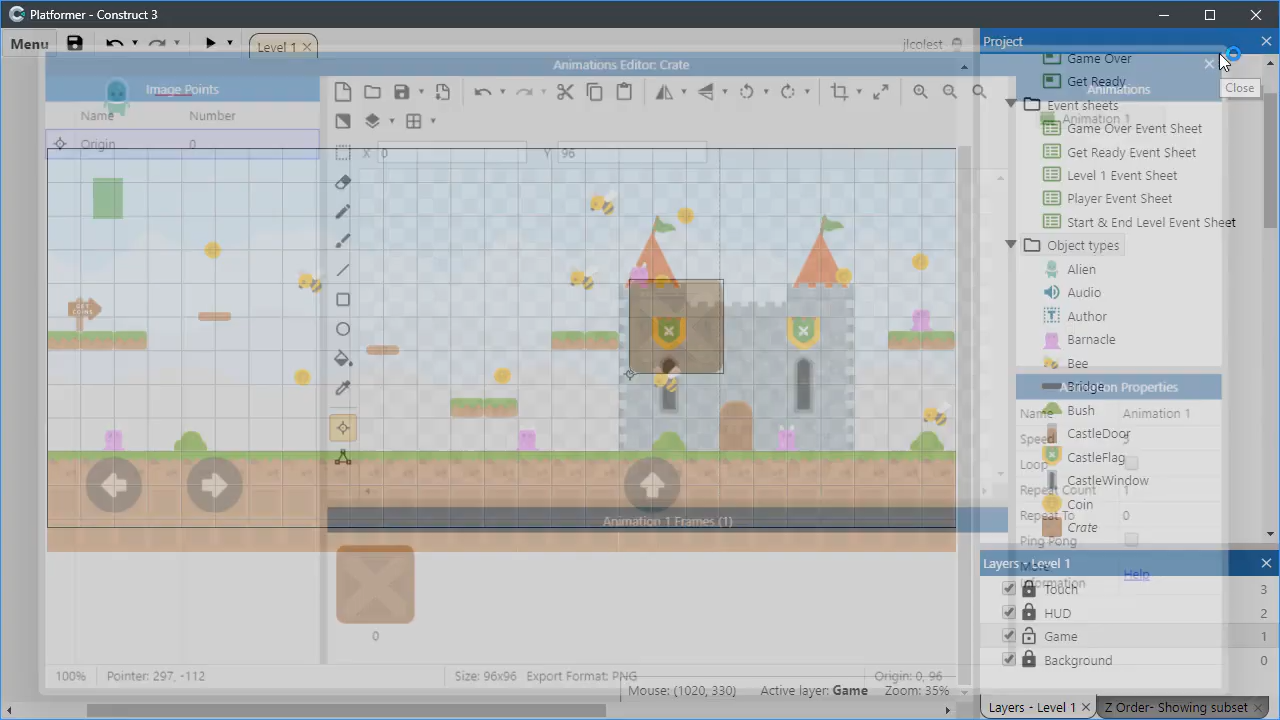 Platformer - Construct 3
Menu
Level 1
jlcolest
Project
Animations Editor: Crate
Close
Image Points
Name Number
Origin 0
X 0 Y 96
GET
COINS
Animations
Animation 1
Game Over
Get Ready
Event sheets
Game Over Event Sheet
Get Ready Event Sheet
Level 1 Event Sheet
Player Event Sheet
Start & End Level Event Sheet
Object types
Alien
Audio
Author
Barnacle
Bee
Bridge
Bush
CastleDoor
CastleFlag
CastleWindow
Coin
Crate
Animation Properties
Name Animation 1
Speed 5
Loop
Repeat Count 1
Repeat To 0
Ping Pong
More
information Help
Animation 1 Frames (1)
0
Layers - Level 1
Touch 3
HUD 2
Game 1
Background 0
100% Pointer: 297, -112 Size: 96x96 Export Format: PNG Origin: 0, 96
Mouse: (1020, 330) Active layer: Game Zoom: 35%
Layers - Level 1 Z Order- Showing subset